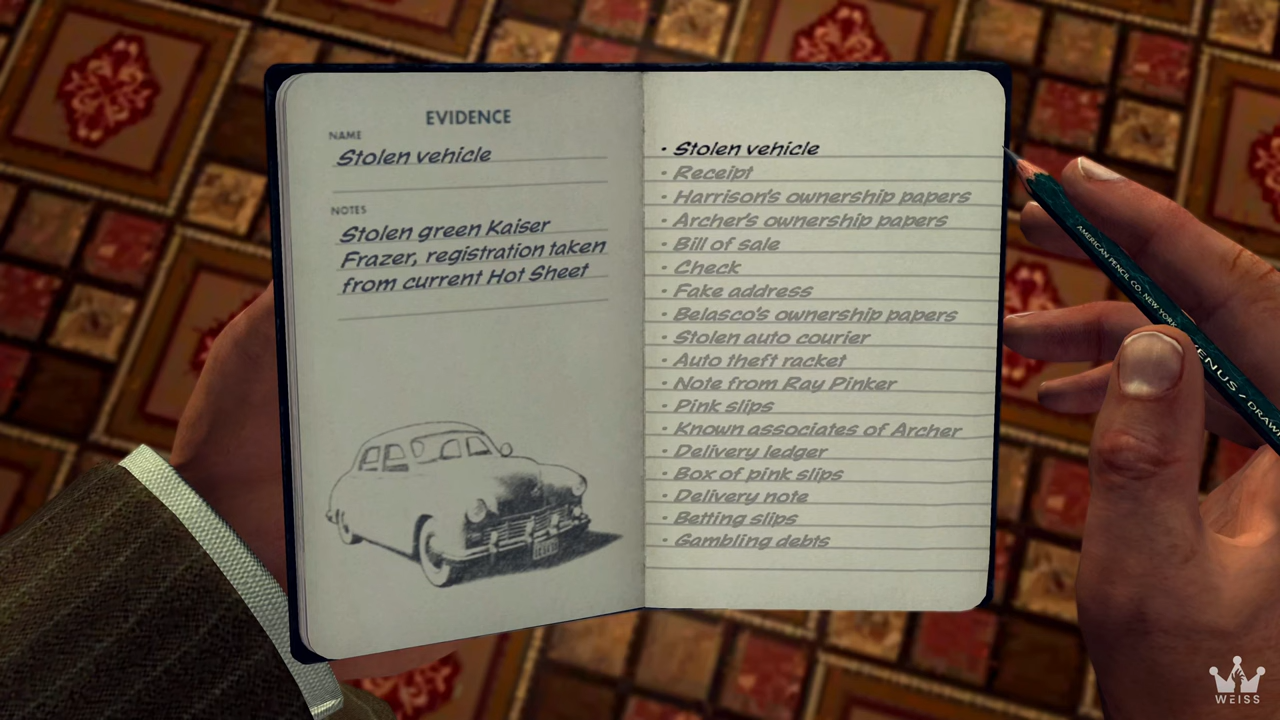 EVIDENCE
NAME
Stolen vehicle
NOTES
Stolen green Kaiser
Frazer, registration taken
from current Hot Sheet
· Stolen vehicle
· Receipt
· Harrison's ownership papers
· Archer's ownership papers
· Bill of sale
· Check
· Fake address
· Belasco's ownership papers
· Stolen auto courier
· Auto theft racket
· Note from Ray Pinker
· Pink slips
· Known associates of Archer
· Delivery ledger
· Box of pink slips
· Delivery note
· Betting slips
· Gambling debts
AMERICAN PENCIL CO. NEW YORK
VENUS / DRAW
WEISS